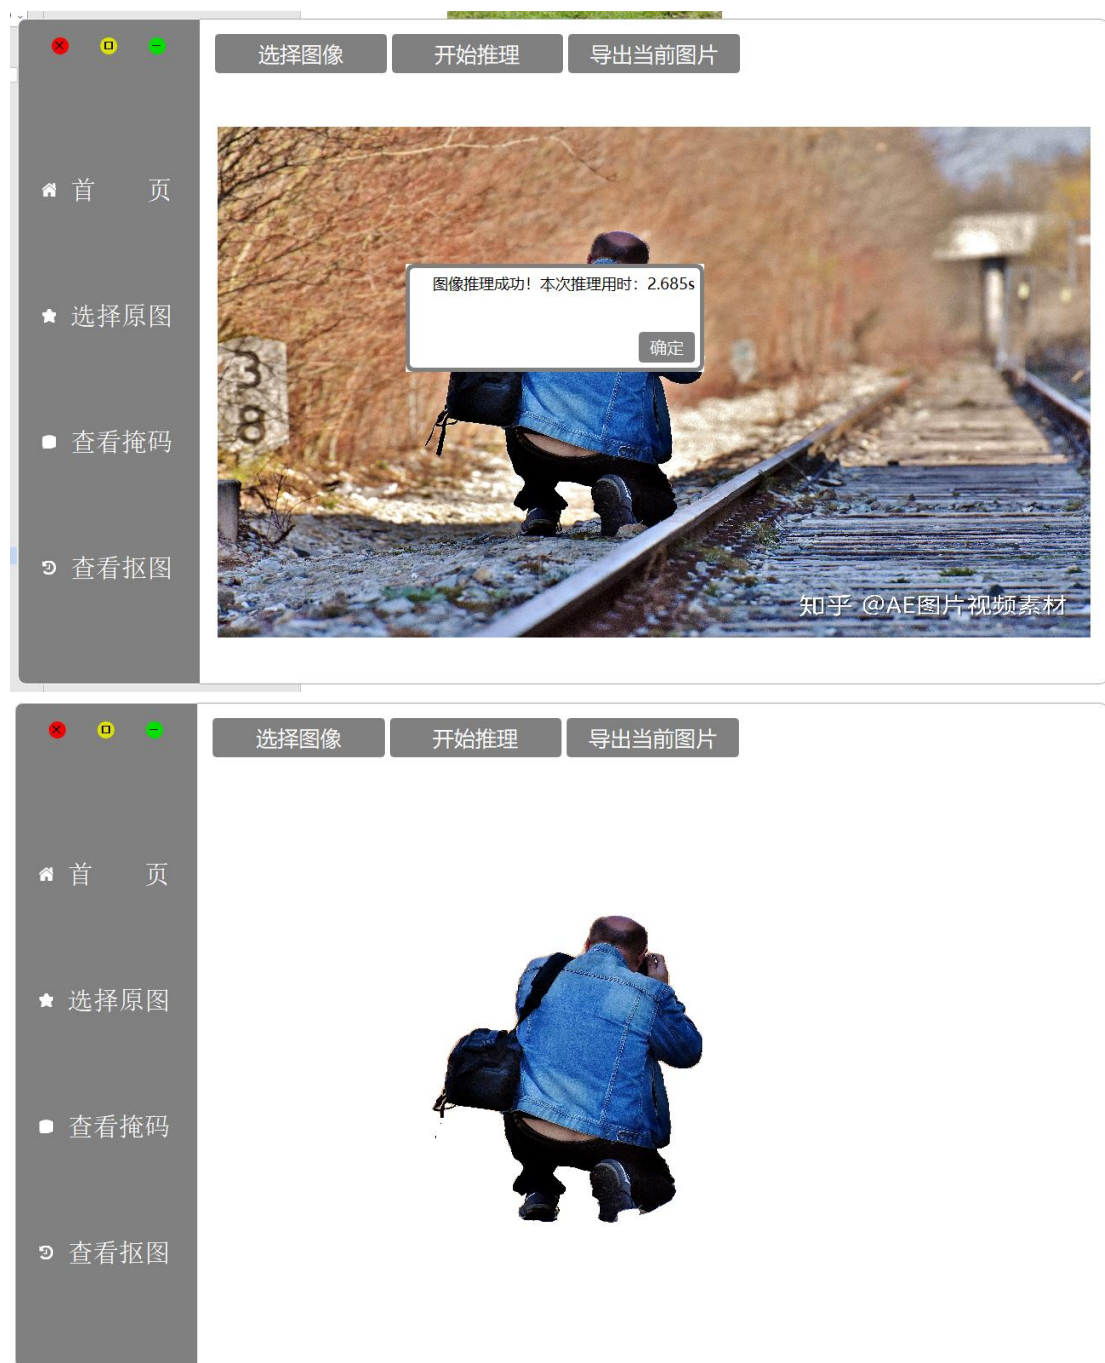 选择图像 开始推理 导出当前图片
首 页
选择原图
查看掩码
查看抠图
图像推理成功！本次推理用时：2.685s
确定
38
知乎 @AE图片视频素材
选择图像 开始推理 导出当前图片
首 页
选择原图
查看掩码
查看抠图